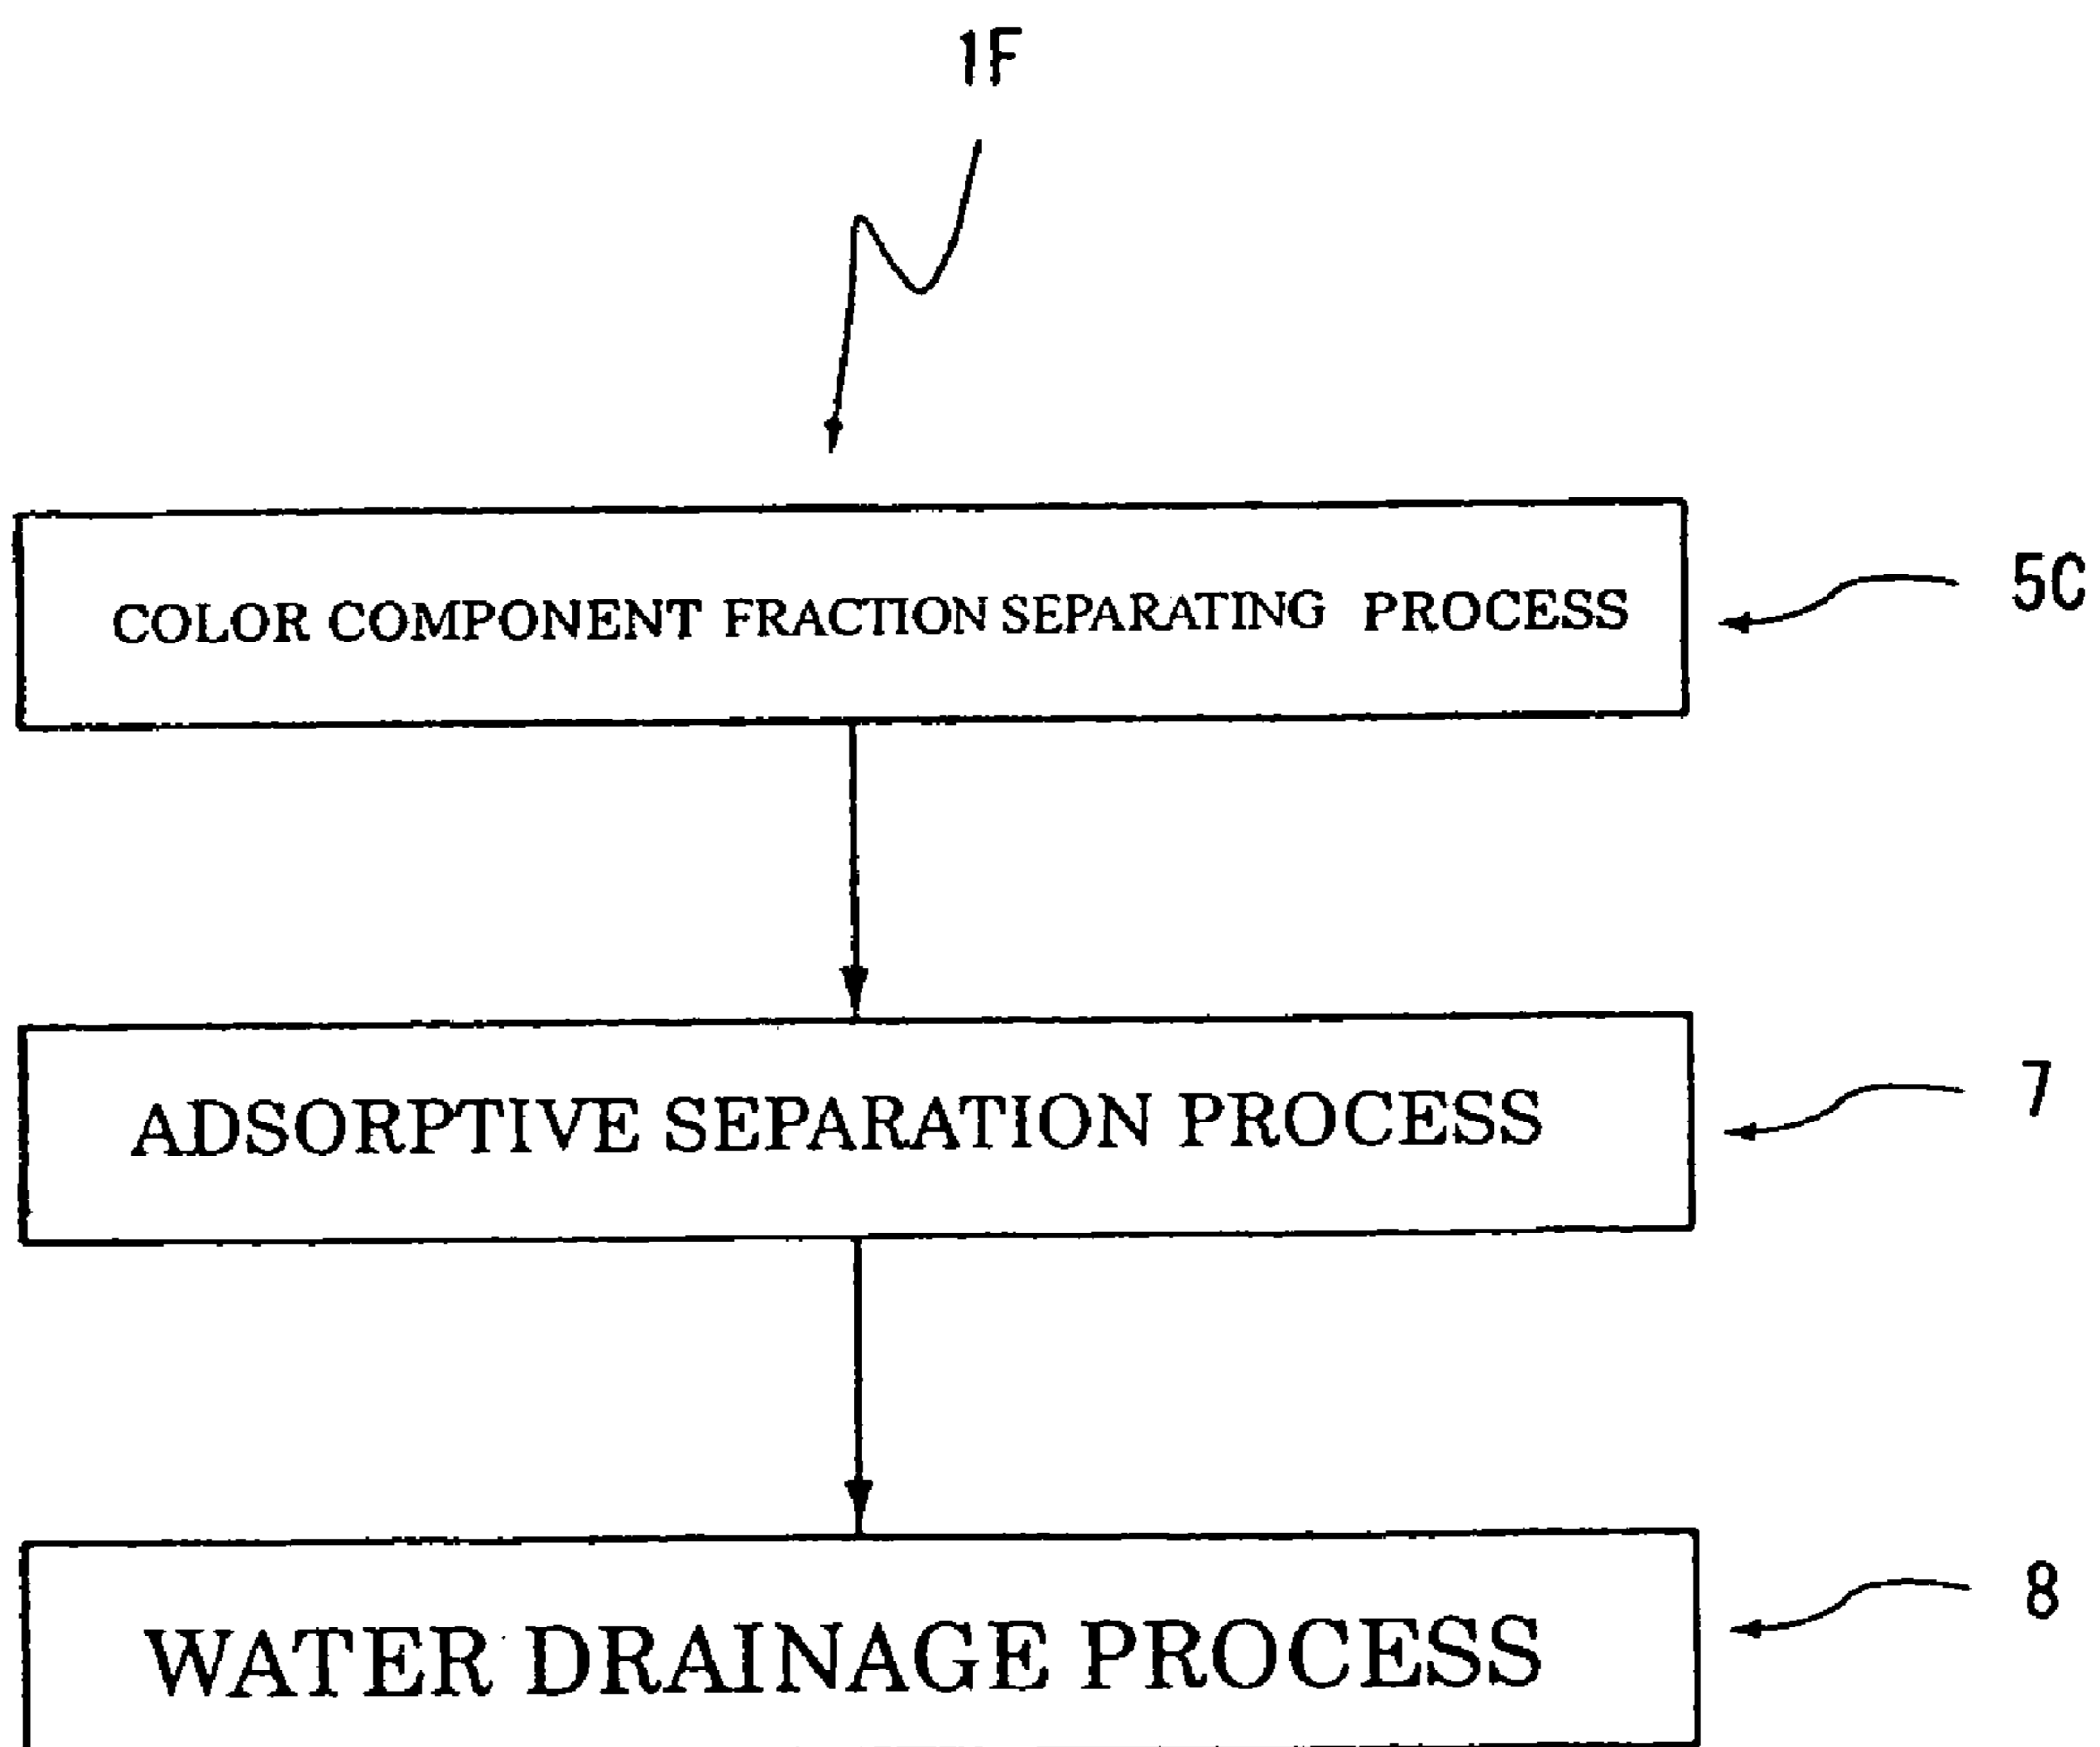 1F
COLOR COMPONENT FRACTION SEPARATING PROCESS
5C
ADSORPTIVE SEPARATION PROCESS
7
WATER DRAINAGE PROCESS
8